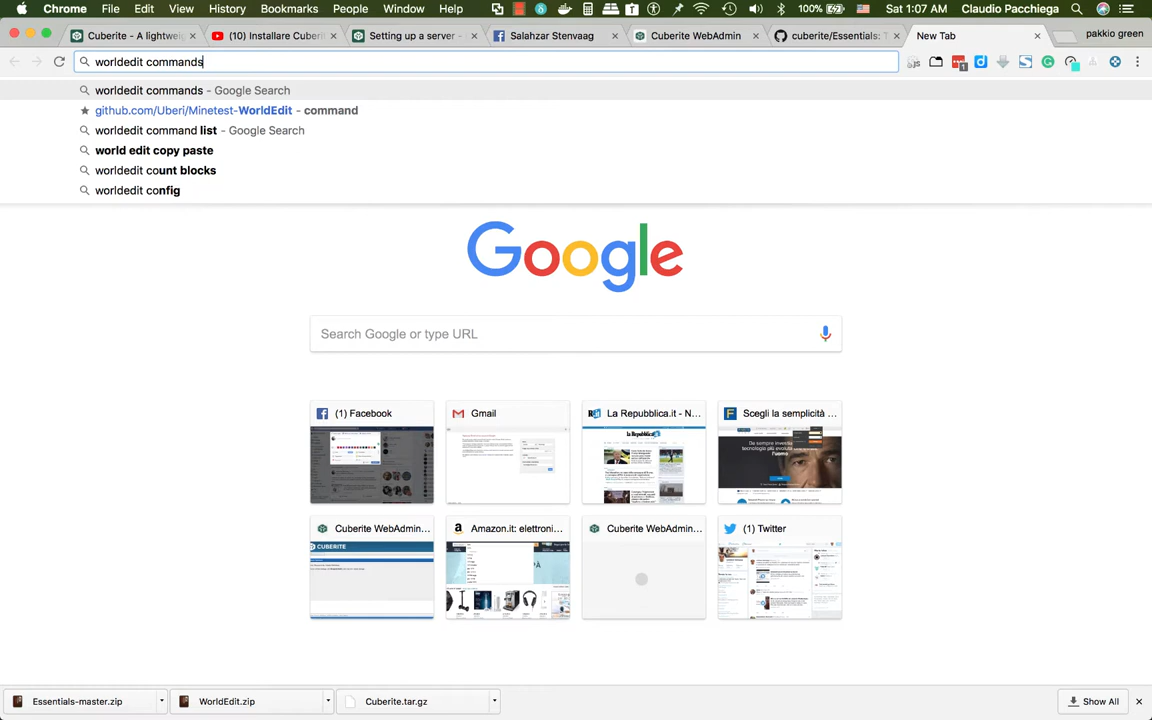 Chrome File Edit View History Bookmarks People Window Help 100% Sat 1:07 AM Claudio Pacchiega
Cuberite - A lightweig (10) Installare Cuberi Setting up a server - Salahzar Stenvaag Cuberite WebAdmin cuberite/Essentials: T New Tab pakkio green
worldedit commands
worldedit commands - Google Search
github.com/Uberi/Minetest-WorldEdit - command
worldedit command list - Google Search
world edit copy paste
worldedit count blocks
worldedit config
Google
Search Google or type URL
(1) Facebook Gmail La Repubblica.it - N... Scegli la semplicità ...
Cuberite WebAdmin... Amazon.it: elettroni... Cuberite WebAdmin... (1) Twitter
Essentials-master.zip WorldEdit.zip Cuberite.tar.gz Show All